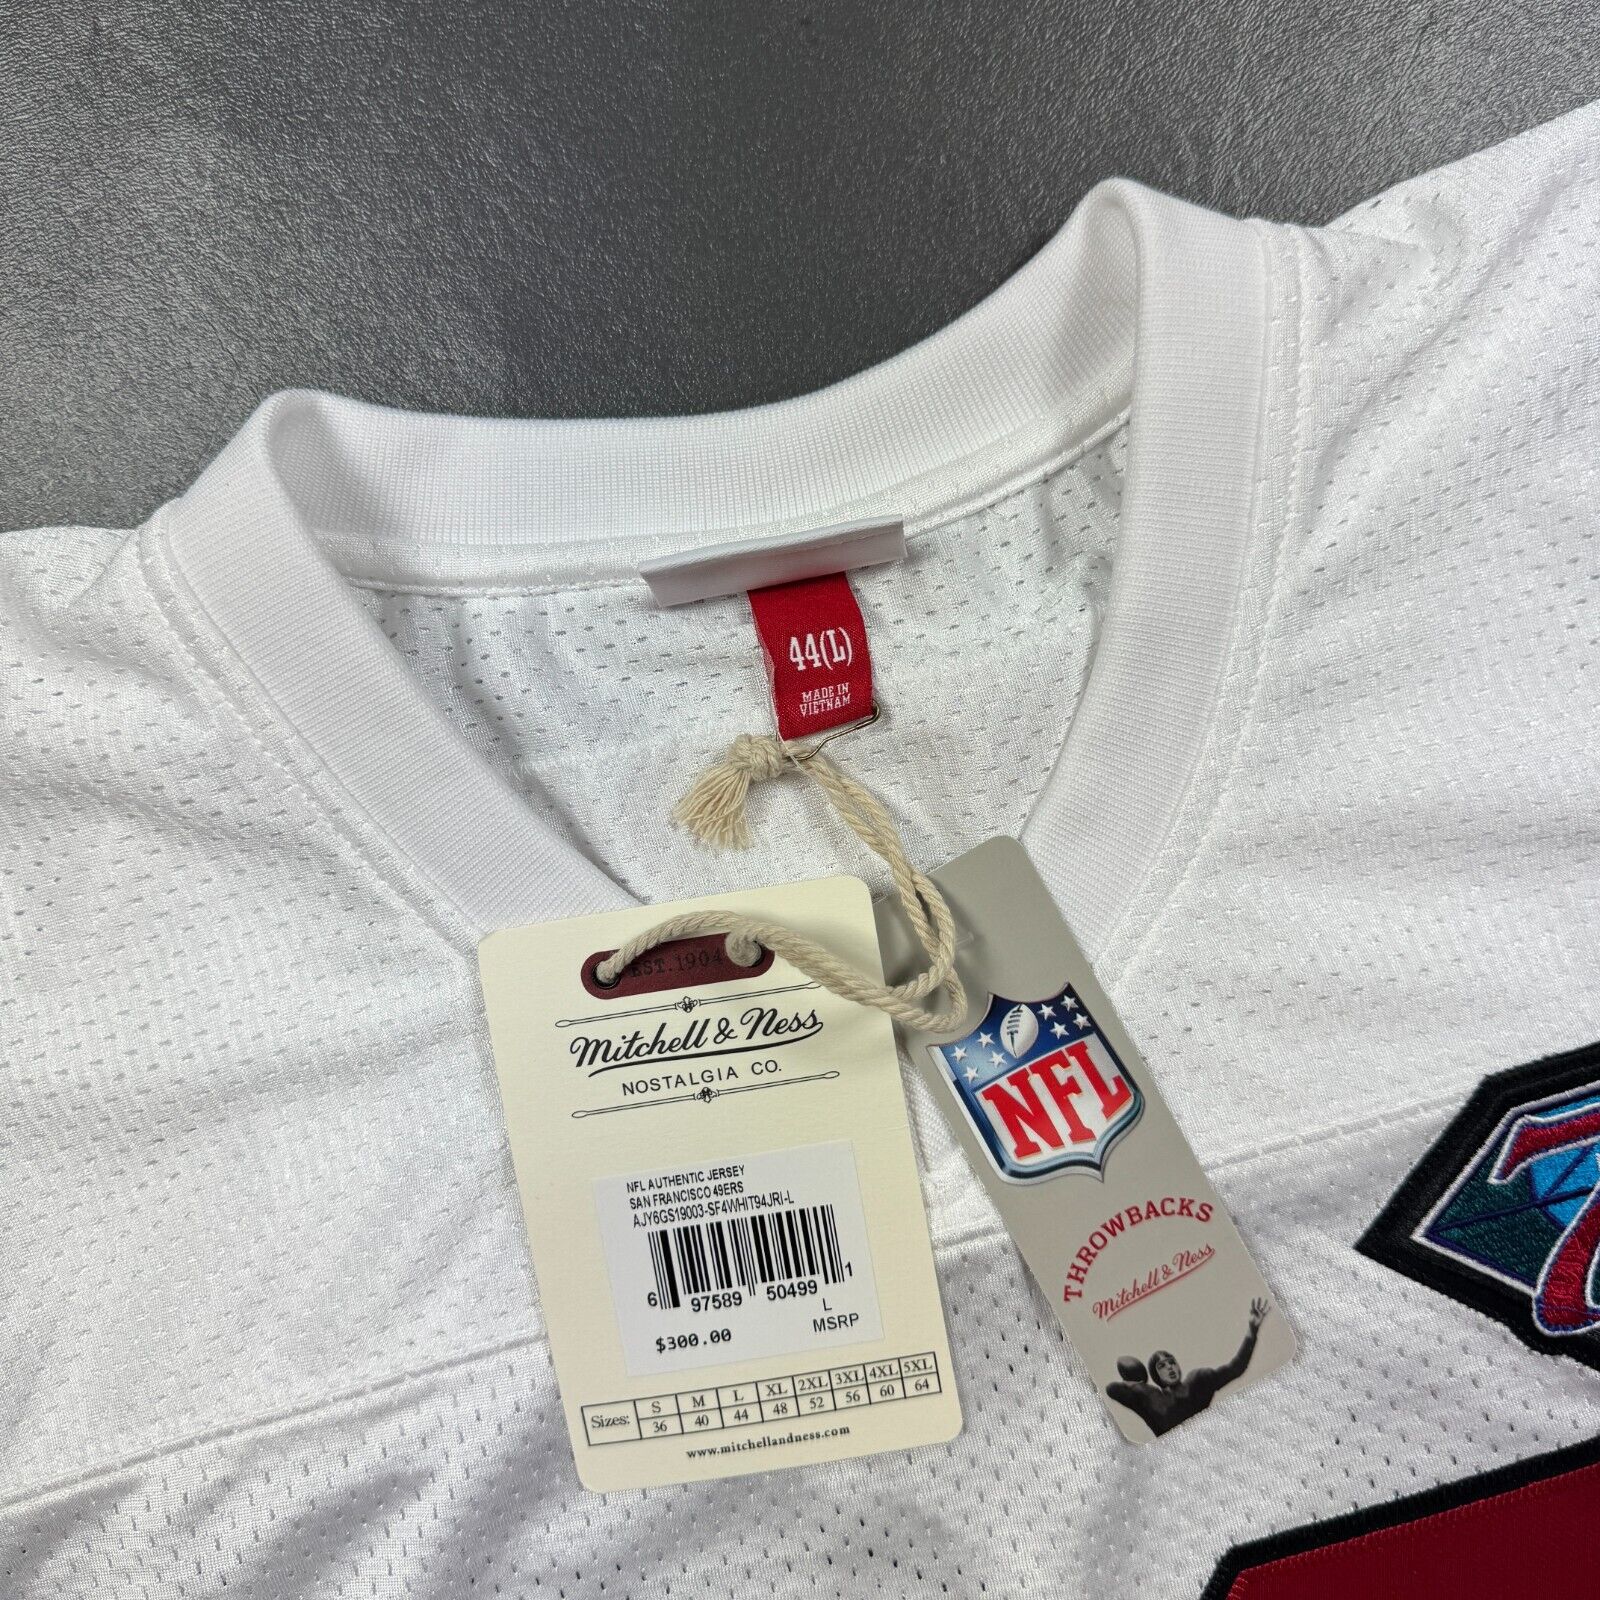 44(L)
MADE IN
VIETNAM
EST.1904
Mitchell & Ness
NOSTALGIA CO.
NFL AUTHENTIC JERSEY
SAN FRANCISCO 49ERS
AJY6GS19003-SF4WHIT94JRI-L
6 97589 50499 1
L
$300.00 MSRP
Sizes: S M L XL 2XL 3XL 4XL 5XL
36 40 44 48 52 56 60 64
www.mitchellandness.com
NFL
THROWBACKS
Mitchell & Ness